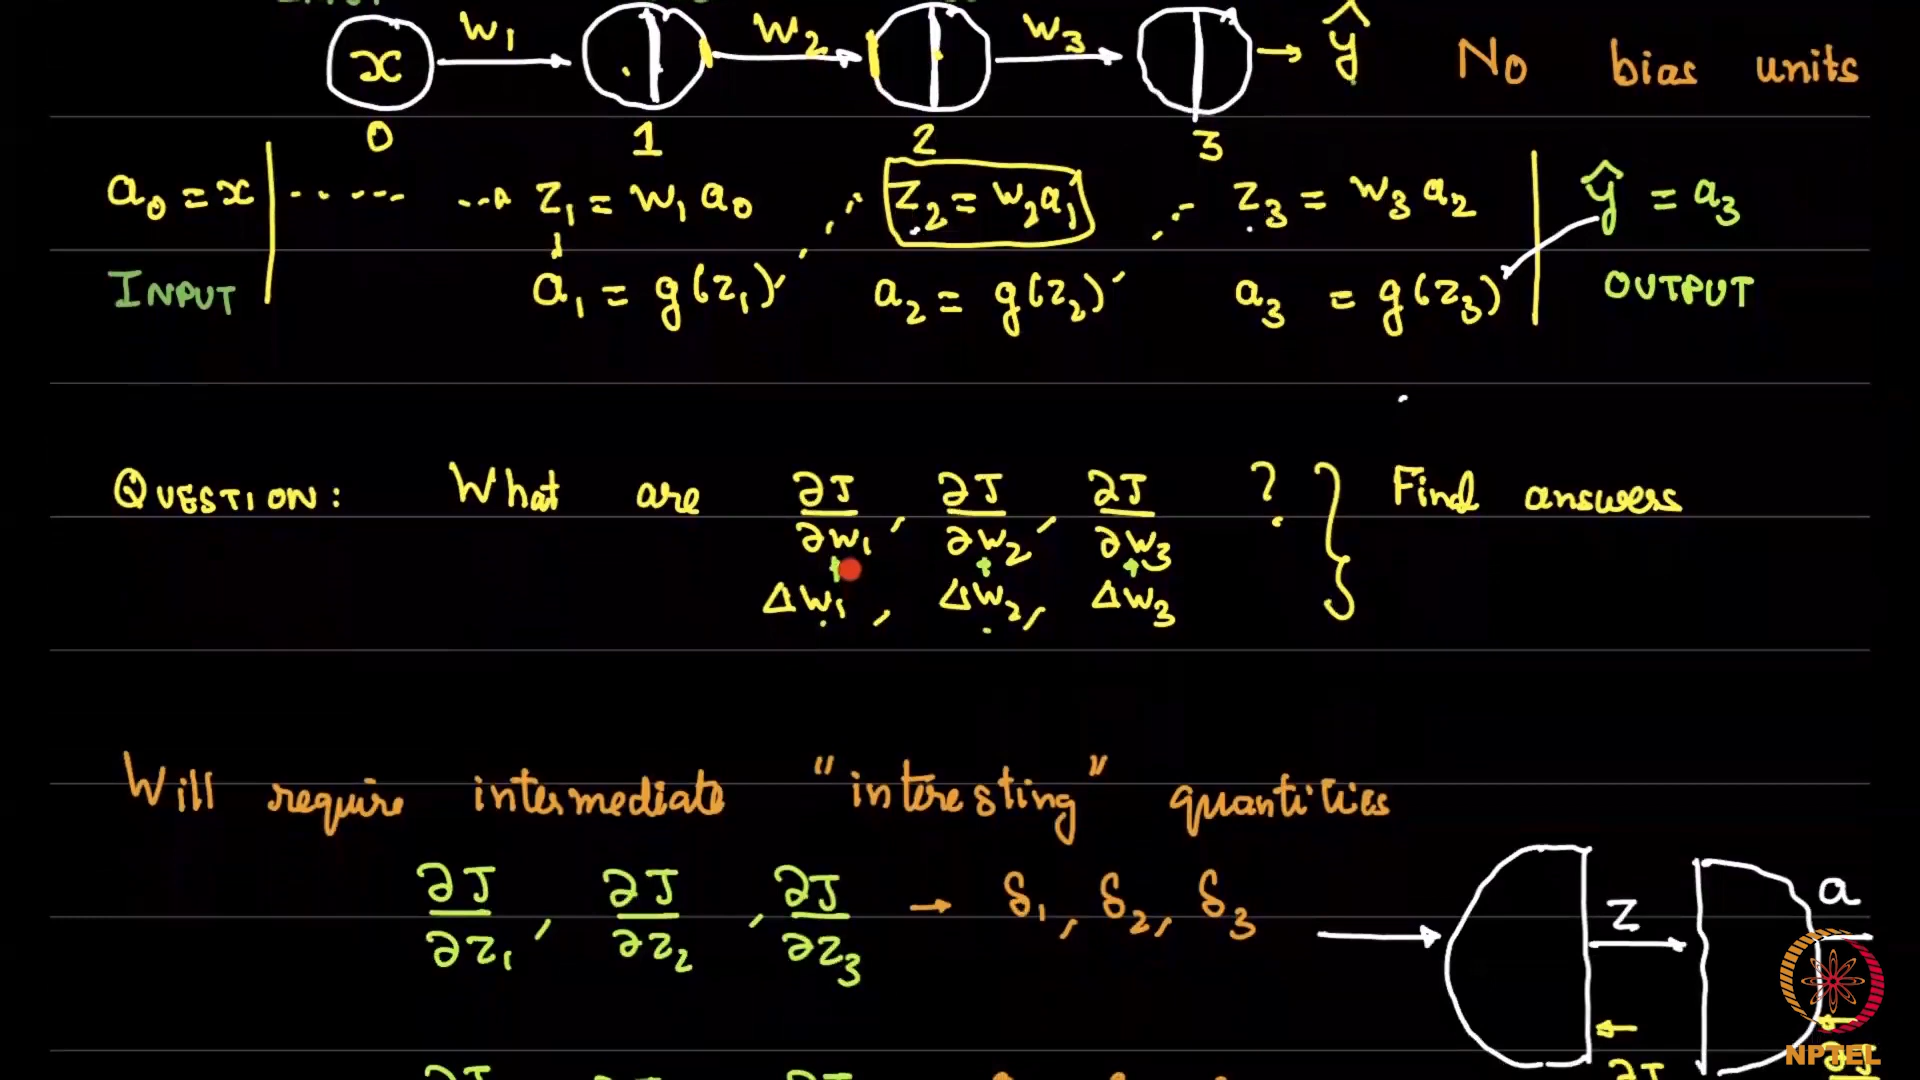 x w₁ w₂ w₃ ŷ No bias units
0 1 2 3
a₀ = x z₁ = w₁ a₀ z₂ = w₂a₁ z₃ = w₃ a₂ ŷ = a₃
INPUT a₁ = g(z₁) a₂ = g(z₂) a₃ = g(z₃) OUTPUT
QUESTION: What are ∂J/∂w₁, ∂J/∂w₂, ∂J/∂w₃ ? } Find answers
Δw₁, Δw₂, Δw₃
Will require intermediate "interesting" quantities
∂J/∂z₁, ∂J/∂z₂, ∂J/∂z₃ → δ₁, δ₂, δ₃
z a
NPTEL